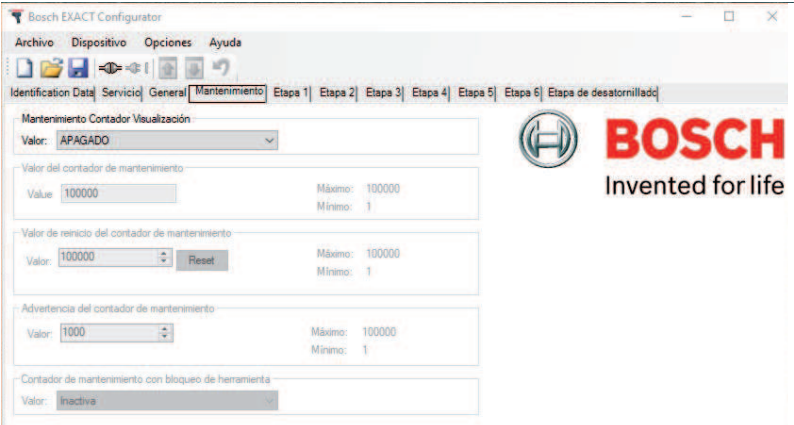 Bosch EXACT Configurator
Archivo Dispositivo Opciones Ayuda
Identification Data Servicio General Mantenimiento Etapa 1 Etapa 2 Etapa 3 Etapa 4 Etapa 5 Etapa 6 Etapa de desatornillado
Mantenimiento Contador Visualización
Valor: APAGADO
BOSCH
Invented for life
Valor del contador de mantenimiento
Value 100000 Máximo: 100000
Mínimo: 1
Valor de reinicio del contador de mantenimiento
Valor: 100000 Reset Máximo: 100000
Mínimo: 1
Advertencia del contador de mantenimiento
Valor: 1000 Máximo: 100000
Mínimo: 1
Contador de mantenimiento con bloqueo de herramienta
Valor: Inactiva